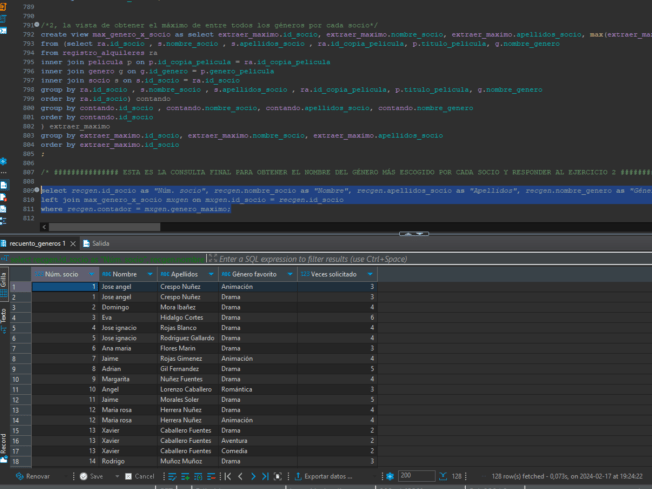 789
790
791 /*2, la vista de obtener el máximo de entre todos los géneros por cada socio*/
792 create view max_genero_x_socio as select extraer_maximo.id_socio, extraer_maximo.nombre_socio, extraer_maximo.apellidos_socio, max(extraer_max
793 from (select ra.id_socio , s.nombre_socio , s.apellidos_socio , ra.id_copia_pelicula, p.titulo_pelicula, g.nombre_genero
794 from registro_alquileres ra
795 inner join pelicula p on p.id_copia_pelicula = ra.id_copia_pelicula
796 inner join genero g on g.id_genero = p.genero_pelicula
797 inner join socio s on s.id_socio = ra.id_socio
798 group by ra.id_socio , s.nombre_socio , s.apellidos_socio , ra.id_copia_pelicula, p.titulo_pelicula, g.nombre_genero
799 order by ra.id_socio) contando
800 group by contando.id_socio , contando.nombre_socio, contando.apellidos_socio, contando.nombre_genero
801 order by contando.id_socio
802 ) extraer_maximo
803 group by extraer_maximo.id_socio, extraer_maximo.nombre_socio, extraer_maximo.apellidos_socio
804 order by extraer_maximo.id_socio
805 ;
806
807 /* ############### ESTA ES LA CONSULTA FINAL PARA OBTENER EL NOMBRE DEL GÉNERO MÁS ESCOGIDO POR CADA SOCIO Y RESPONDER AL EJERCICIO 2 #######
808
809 select recgen.id_socio as "Núm. socio", recgen.nombre_socio as "Nombre", recgen.apellidos_socio as "Apellidos", recgen.nombre_genero as "Géne
810 left join max_genero_x_socio mxgen on mxgen.id_socio = recgen.id_socio
811 where recgen.contador = mxgen.genero_maximo;
812
recuento_generos 1 Salida
Enter a SQL expression to filter results (use Ctrl+Space)
Grilla
Texto
Record
Núm. socio Nombre Apellidos Género favorito 123 Veces solicitado
1 1 Jose angel Crespo Nuñez Animación 3
2 1 Jose angel Crespo Nuñez Drama 3
3 2 Domingo Mora Ibañez Drama 4
4 3 Eva Hidalgo Cortes Drama 6
5 4 Jose ignacio Rojas Blanco Drama 4
6 5 Jose ignacio Rodriguez Gallardo Drama 4
7 6 Ana maria Flores Marin Drama 3
8 7 Jaime Rojas Gimenez Animación 4
9 8 Adrian Gil Fernandez Drama 5
10 9 Margarita Nuñez Fuentes Drama 4
11 10 Angel Lorenzo Caballero Romántica 3
12 11 Jaime Morales Soler Drama 5
13 12 Maria rosa Herrera Nuñez Drama 4
14 12 Maria rosa Herrera Nuñez Animación 4
15 13 Xavier Caballero Fuentes Drama 2
16 13 Xavier Caballero Fuentes Aventura 2
17 13 Xavier Caballero Fuentes Comedia 2
18 14 Rodrigo Muñoz Muñoz Drama 3
Renovar Save Cancel Exportar datos ... 200 128 128 row(s) fetched - 0,073s, on 2024-02-17 at 19:24:22